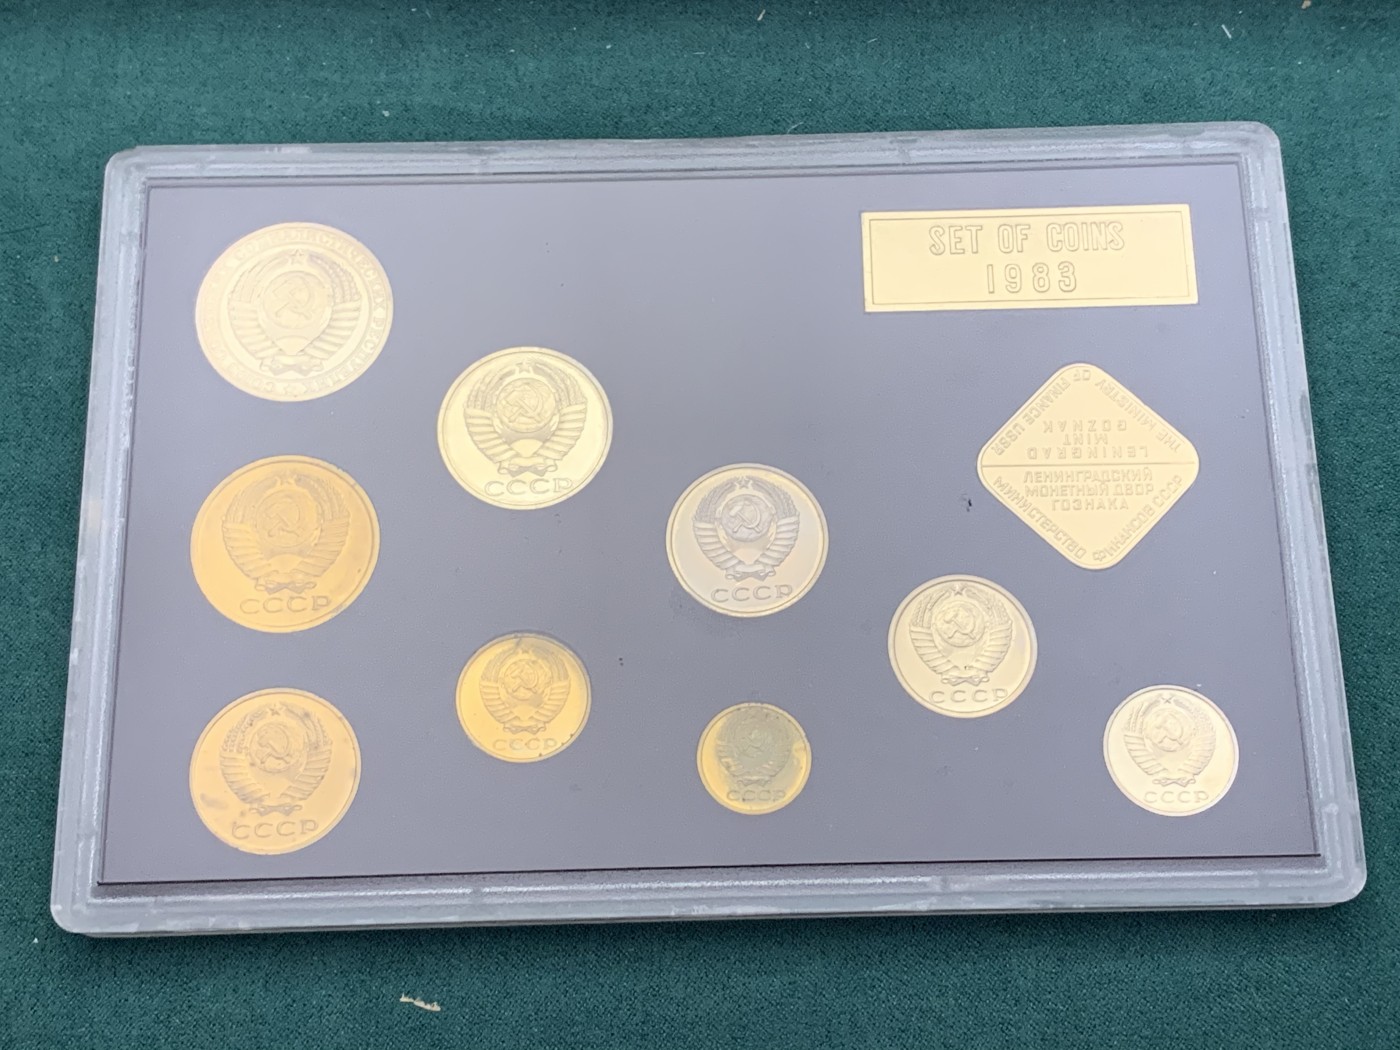 SET OF COINS
1983
THE MINISTRY OF FINANCE USSR
LENINGRAD
MINT
GOZNAK
ЛЕНИНГРАДСКИЙ
МОНЕТНЫЙ ДВОР
ГОЗНАКА
МИНИСТЕРСТВО ФИНАНСОВ СССР
СССР
СССР
СССР
СССР
СССР
СССР
СССР
СССР